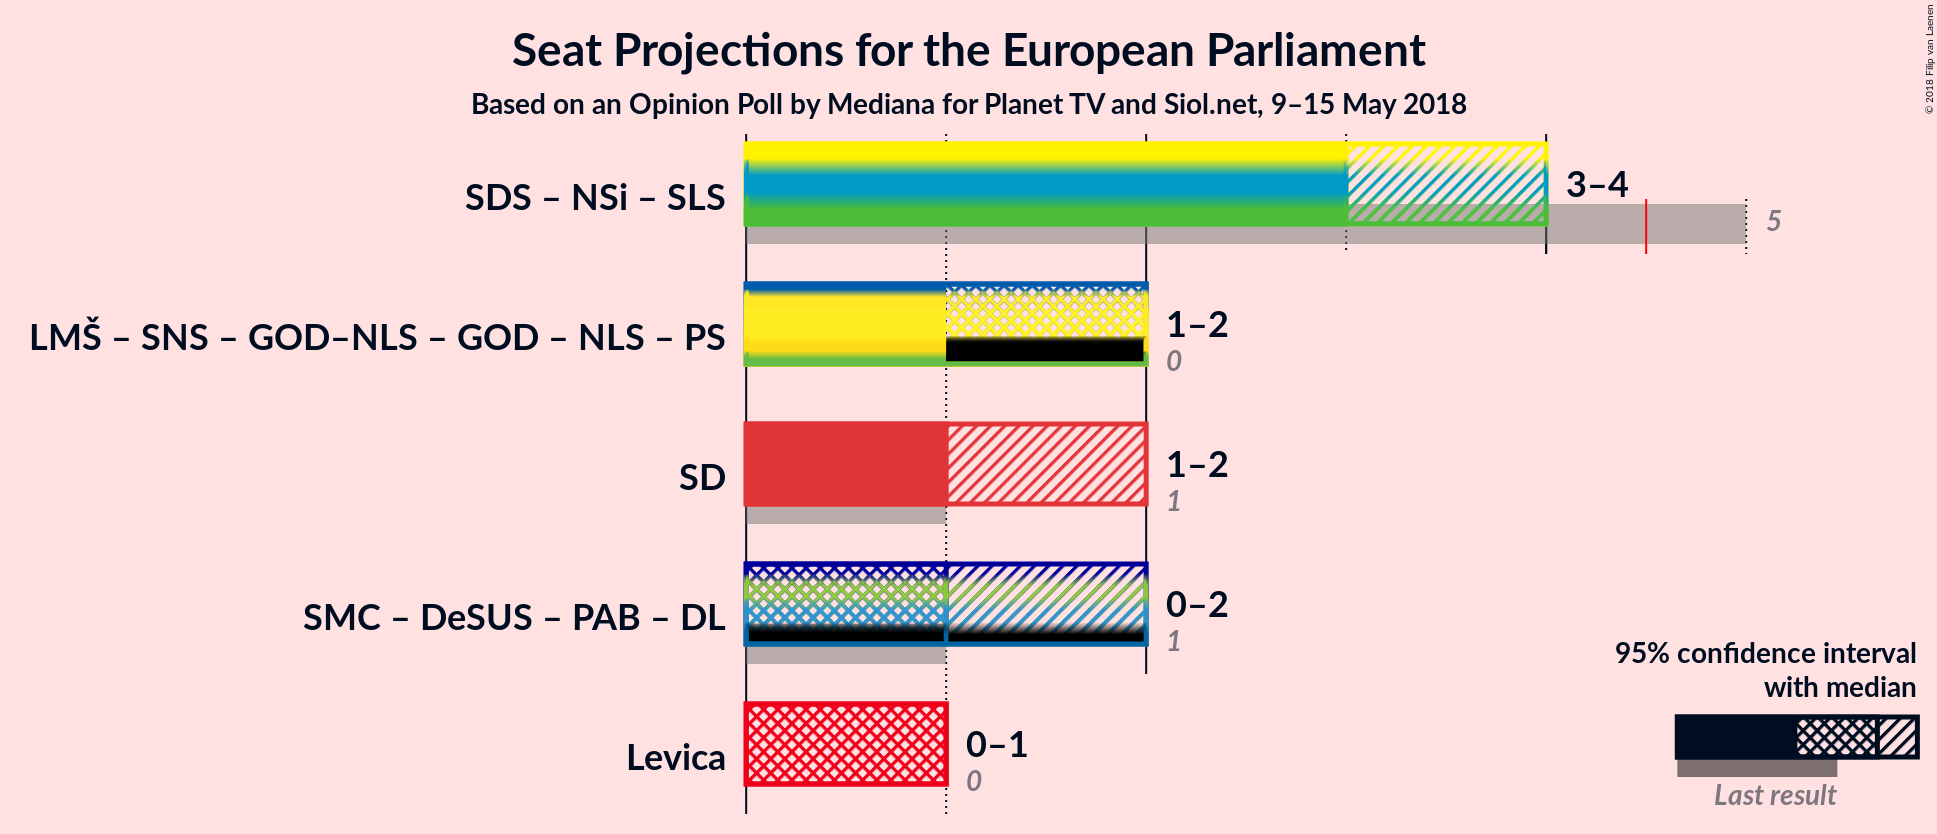 Seat Projections for the European Parliament
Based on an Opinion Poll by Mediana for Planet TV and Siol.net, 9–15 May 2018
© 2018 Filip van Laenen
SDS – NSi – SLS
3–4
5
LMŠ – SNS – GOD–NLS – GOD – NLS – PS
1–2
0
SD
1–2
1
SMC – DeSUS – PAB – DL
0–2
1
Levica
0–1
0
95% confidence interval
with median
Last result